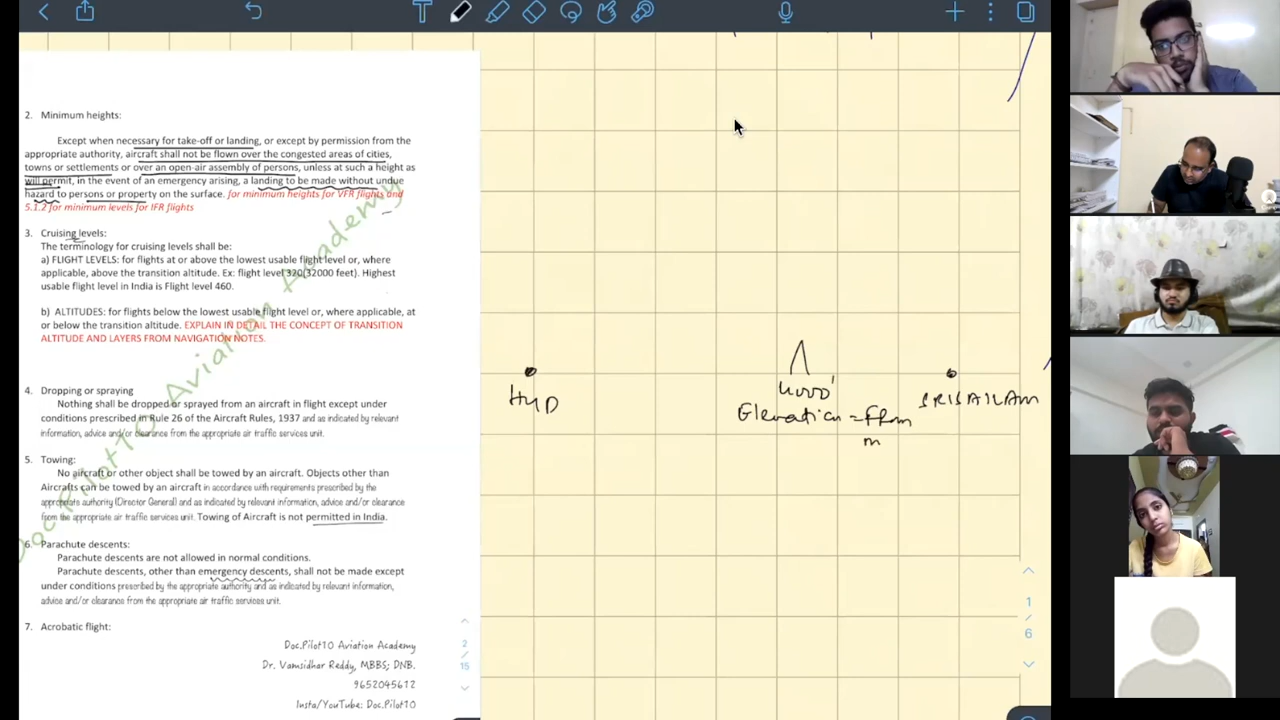 2. Minimum heights:
Except when necessary for take-off or landing, or except by permission from the
appropriate authority, aircraft shall not be flown over the congested areas of cities,
towns or settlements or over an open-air assembly of persons, unless at such a height as
will permit, in the event of an emergency arising, a landing to be made without undue
hazard to persons or property on the surface. for minimum heights for VFR flights and
5.1.2 for minimum levels for IFR flights
3. Cruising levels:
The terminology for cruising levels shall be:
a) FLIGHT LEVELS: for flights at or above the lowest usable flight level or, where
applicable, above the transition altitude. Ex: flight level 320(32000 feet). Highest
usable flight level in India is Flight level 460.
b) ALTITUDES: for flights below the lowest usable flight level or, where applicable, at
or below the transition altitude. EXPLAIN IN DETAIL THE CONCEPT OF TRANSITION
ALTITUDE AND LAYERS FROM NAVIGATION NOTES.
4. Dropping or spraying
Nothing shall be dropped or sprayed from an aircraft in flight except under
conditions prescribed in Rule 26 of the Aircraft Rules, 1937 and as indicated by relevant
information, advice and/or clearance from the appropriate air traffic services unit.
5. Towing:
No aircraft or other object shall be towed by an aircraft. Objects other than
Aircrafts can be towed by an aircraft in accordance with requirements prescribed by the
appropriate authority (Director General) and as indicated by relevant information, advice and/or clearance
from the appropriate air traffic services unit. Towing of Aircraft is not permitted in India.
6. Parachute descents:
Parachute descents are not allowed in normal conditions.
Parachute descents, other than emergency descents, shall not be made except
under conditions prescribed by the appropriate authority and as indicated by relevant information,
advice and/or clearance from the appropriate air traffic services unit.
7. Acrobatic flight:
Doc.Pilot10 Aviation Academy
Dr. Vamsidhar Reddy, MBBS; DNB.
9652045612
Insta/YouTube: Doc.Pilot10
Doc.Pilot10 Aviation Academy
2
/
15
HYD
4000'
Elevation =
m
SRISAILAM
1
/
6